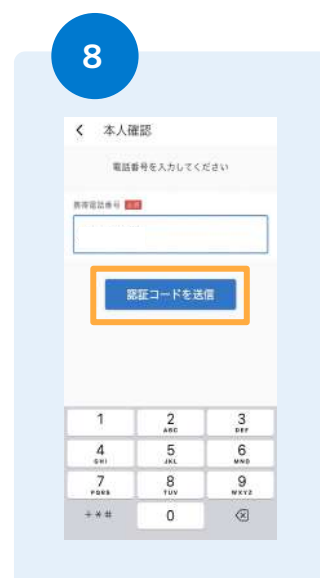 8
本人確認
電話番号を入力してください
携帯電話番号 必須
認証コードを送信
1 2 3
ABC DEF
4 5 6
GHI JKL MNO
7 8 9
PQRS TUV WXYZ
+*# 0